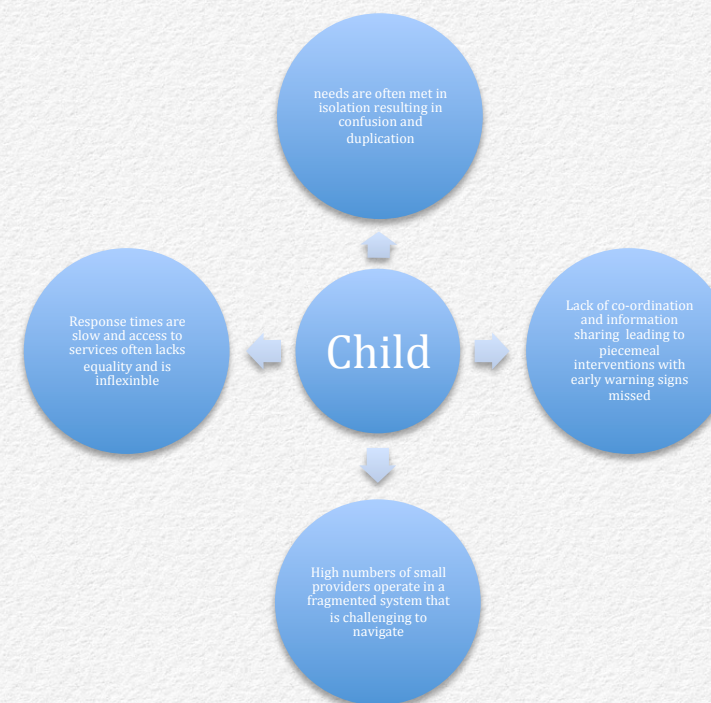 needs are often met in
isolation resulting in
confusion and
duplication
Response times are
slow and access to
services often lacks
equality and is
inflexinble
Child
Lack of co-ordination
and information
sharing leading to
piecemeal
interventions with
early warning signs
missed
High numbers of small
providers operate in a
fragmented system that
is challenging to
navigate